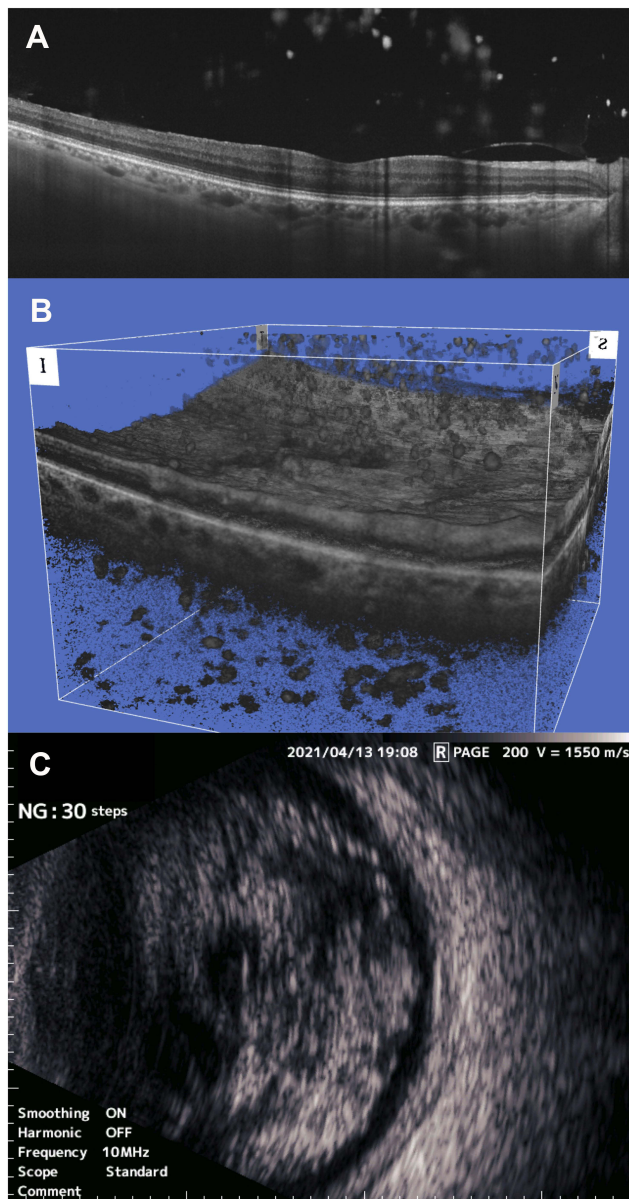 A
B
I
S
C
2021/04/13 19:08 R PAGE 200 V = 1550 m/s
NG:30 steps
Smoothing ON
Harmonic OFF
Frequency 10MHz
Scope Standard
Comment